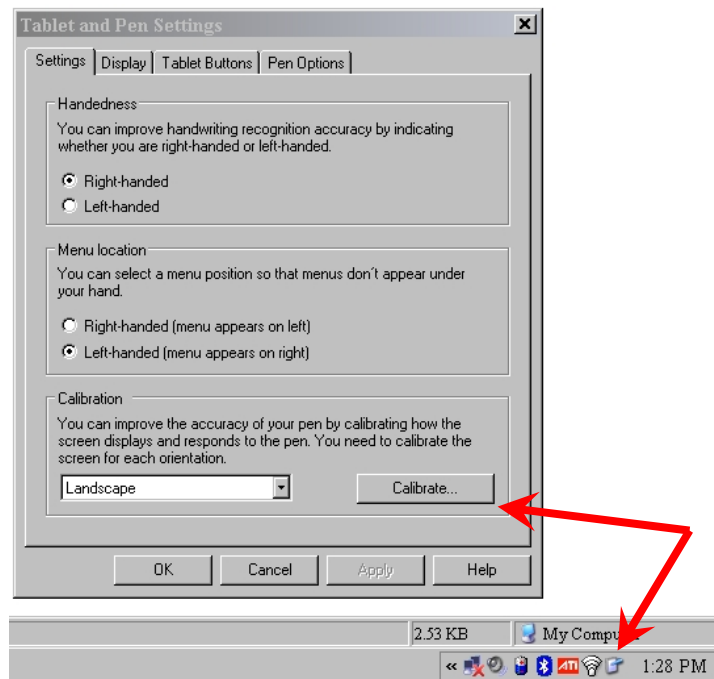 Tablet and Pen Settings
Settings Display Tablet Buttons Pen Options
Handedness
You can improve handwriting recognition accuracy by indicating
whether you are right-handed or left-handed.
Right-handed
Left-handed
Menu location
You can select a menu position so that menus don´t appear under
your hand.
Right-handed (menu appears on left)
Left-handed (menu appears on right)
Calibration
You can improve the accuracy of your pen by calibrating how the
screen displays and responds to the pen. You need to calibrate the
screen for each orientation.
Landscape Calibrate...
OK Cancel Apply Help
2.53 KB My Computer
« ATI 1:28 PM